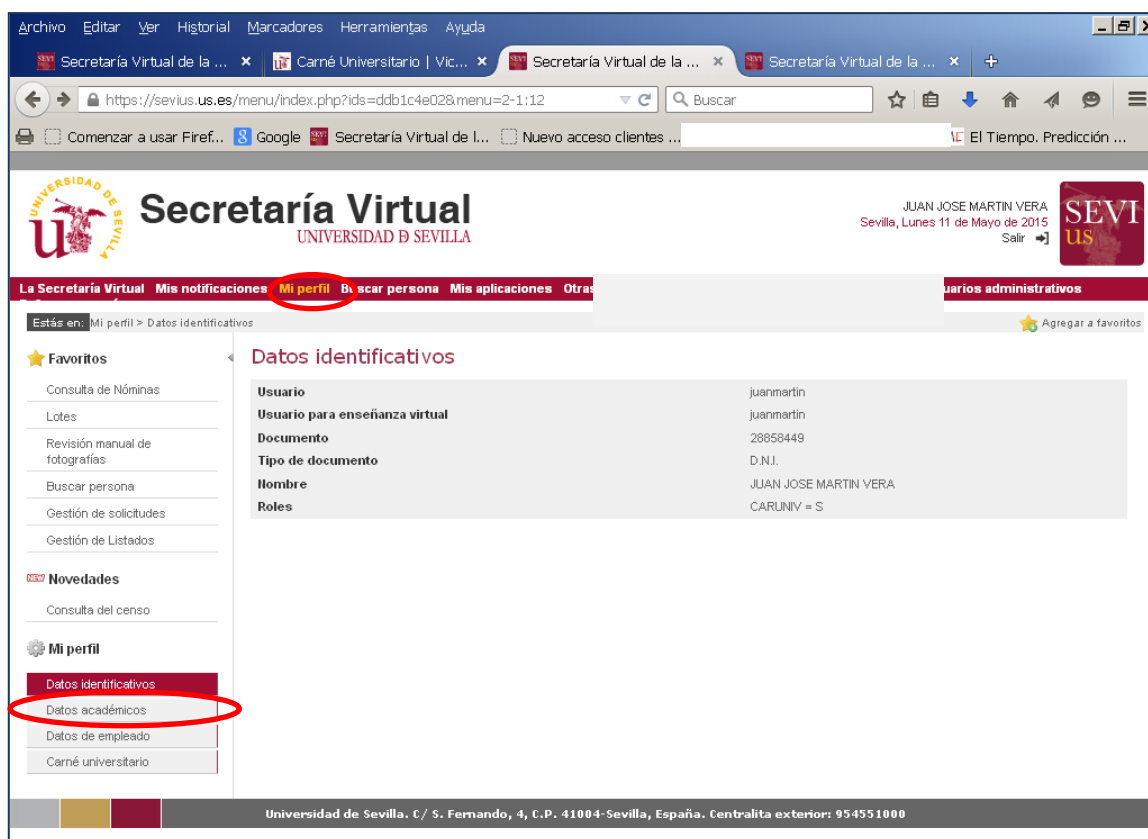 Archivo Editar Ver Historial Marcadores Herramientas Ayuda
Secretaría Virtual de la ... × Carné Universitario | Vic... × Secretaría Virtual de la ... × Secretaría Virtual de la ... × +
https://sevius.us.es/menu/index.php?ids=ddb1c4e02&menu=2-1:12 Buscar
Comenzar a usar Firef... Google Secretaría Virtual de l... Nuevo acceso clientes ... El Tiempo. Predicción ...
UNIVERSIDAD DE SEVILLA
Secretaría Virtual
UNIVERSIDAD Đ SEVILLA
JUAN JOSE MARTIN VERA
Sevilla, Lunes 11 de Mayo de 2015
Salir
SEVI
US
La Secretaría Virtual Mis notificaciones Mi perfil Buscar persona Mis aplicaciones Otras uarios administrativos
Estás en: Mi perfil > Datos identificativos Agregar a favoritos
Favoritos
Consulta de Nóminas
Lotes
Revisión manual de
fotografías
Buscar persona
Gestión de solicitudes
Gestión de Listados
NEW Novedades
Consulta del censo
Mi perfil
Datos identificativos
Datos académicos
Datos de empleado
Carné universitario
Datos identificativos
Usuario juanmartin
Usuario para enseñanza virtual juanmartin
Documento 28858449
Tipo de documento D.N.I.
Nombre JUAN JOSE MARTIN VERA
Roles CARUNIV = S
Universidad de Sevilla. C/ S. Fernando, 4, C.P. 41004-Sevilla, España. Centralita exterior: 954551000